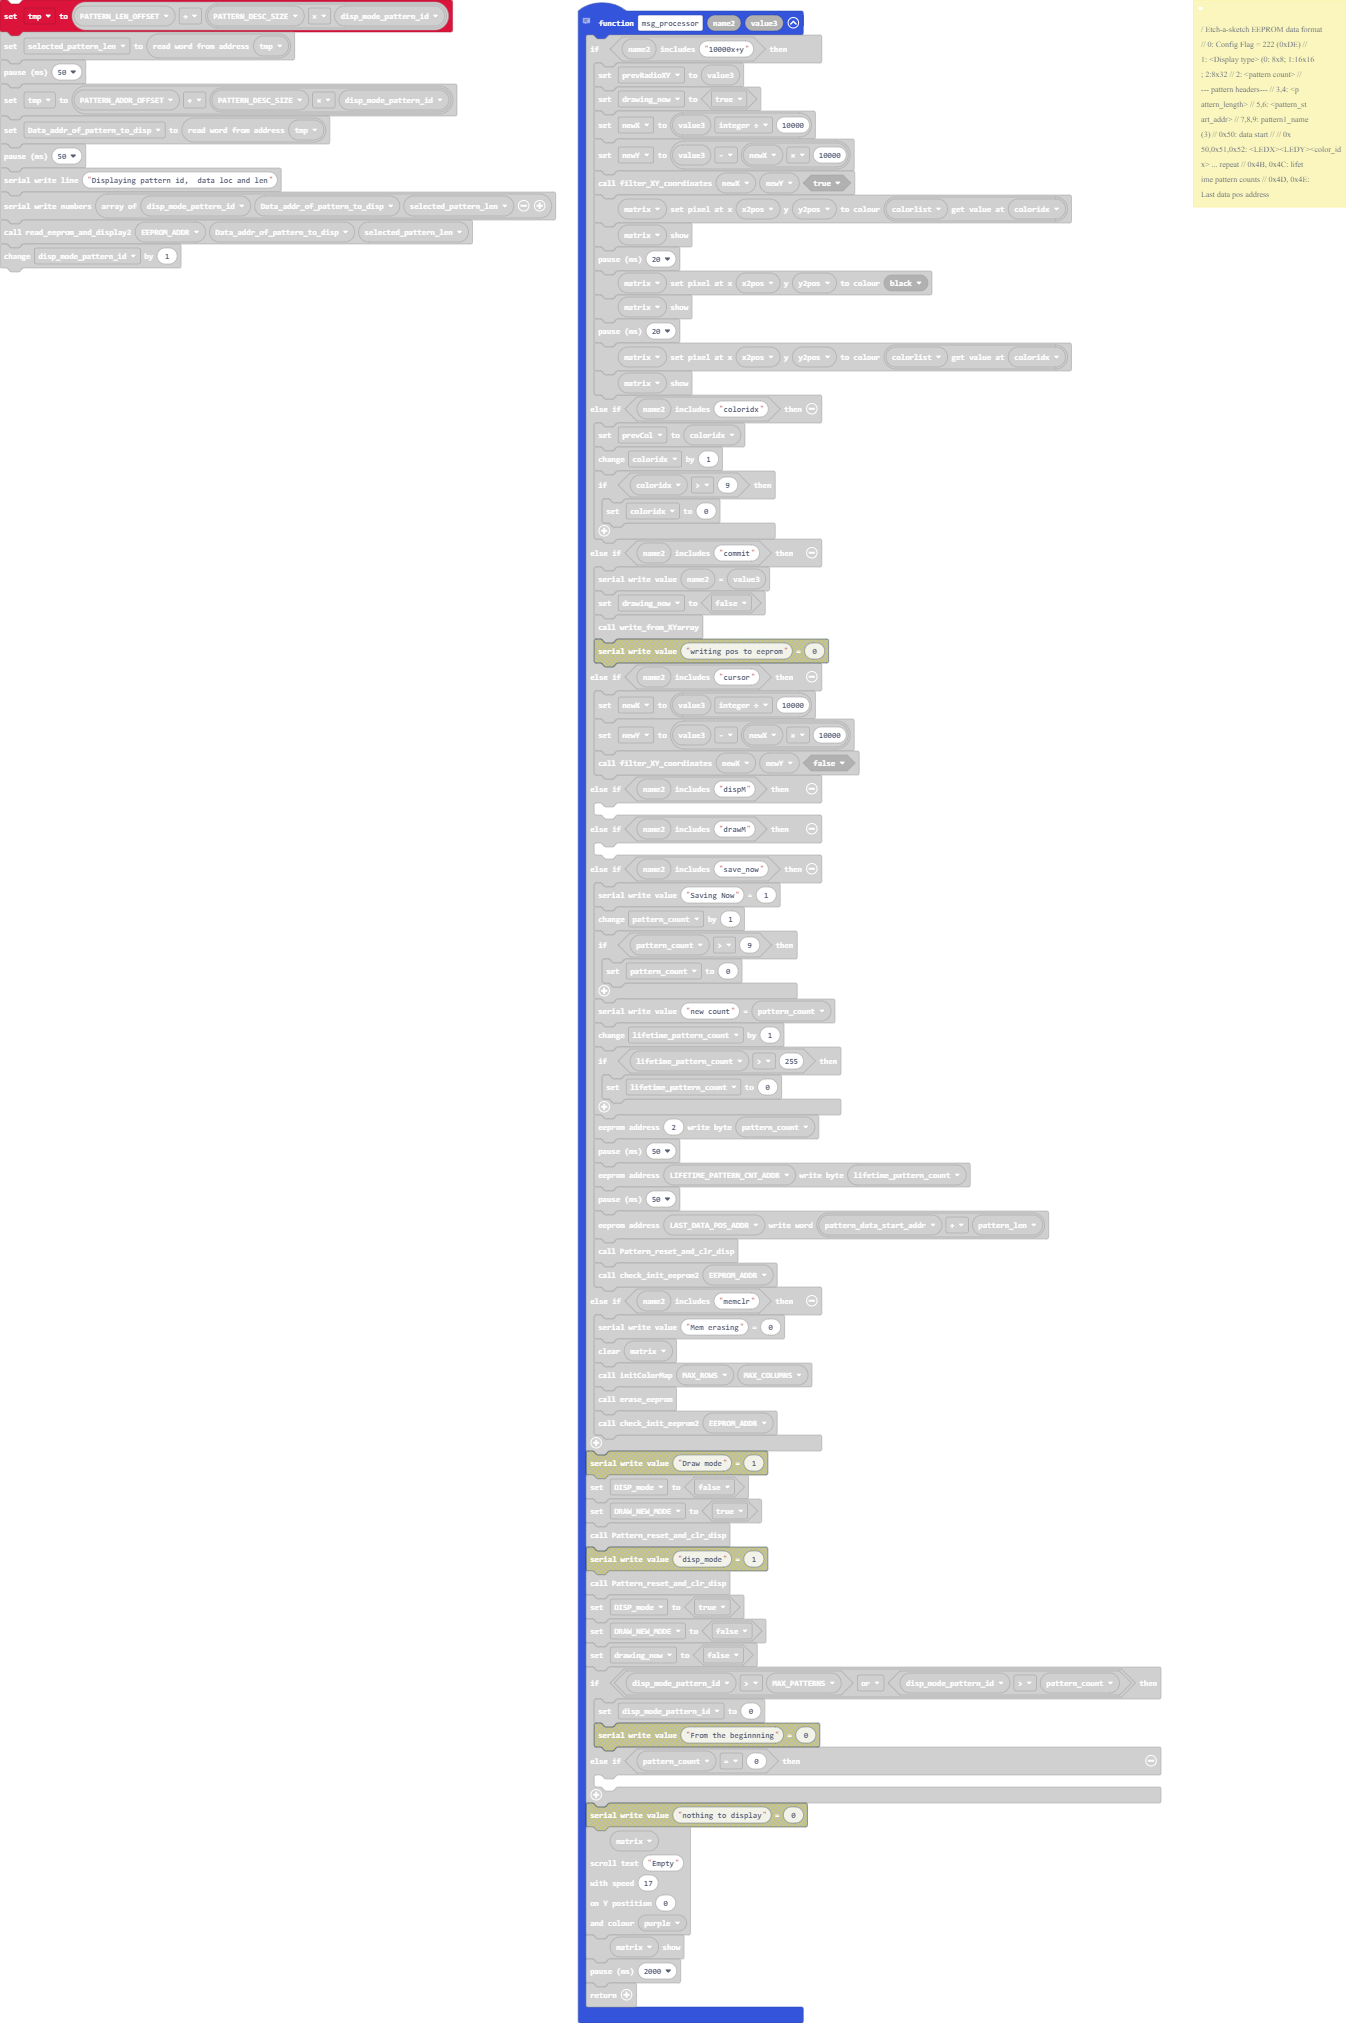 set tmp to PATTERN_LEN_OFFSET + PATTERN_DESC_SIZE × disp_mode_pattern_id
set selected_pattern_len to read word from address tmp
pause (ms) 50
set tmp to PATTERN_ADDR_OFFSET + PATTERN_DESC_SIZE × disp_mode_pattern_id
set Data_addr_of_pattern_to_disp to read word from address tmp
pause (ms) 50
serial write line "Displaying pattern id,  data loc and len"
serial write numbers array of disp_mode_pattern_id Data_addr_of_pattern_to_disp selected_pattern_len
call read_eeprom_and_display2 EEPROM_ADDR Data_addr_of_pattern_to_disp selected_pattern_len
change disp_mode_pattern_id by 1
function msg_processor name2 value3
if name2 includes "10000x+y" then
set prevRadioXY to value3
set drawing_now to true
set newX to value3 integer ÷ 10000
set newY to value3 - newX × 10000
call filter_XY_coordinates newX newY true
matrix set pixel at x x2pos y y2pos to colour colorlist get value at coloridx
matrix show
pause (ms) 20
matrix set pixel at x x2pos y y2pos to colour black
matrix show
pause (ms) 20
matrix set pixel at x x2pos y y2pos to colour colorlist get value at coloridx
matrix show
else if name2 includes "coloridx" then
set prevCol to coloridx
change coloridx by 1
if coloridx > 9 then
set coloridx to 0
else if name2 includes "commit" then
serial write value name2 = value3
set drawing_now to false
call write_from_XYarray
serial write value "writing pos to eeprom" = 0
else if name2 includes "cursor" then
set newX to value3 integer ÷ 10000
set newY to value3 - newX × 10000
call filter_XY_coordinates newX newY false
else if name2 includes "dispM" then
else if name2 includes "drawM" then
else if name2 includes "save_now" then
serial write value "Saving Now" = 1
change pattern_count by 1
if pattern_count > 9 then
set pattern_count to 0
serial write value "new count" = pattern_count
change lifetime_pattern_count by 1
if lifetime_pattern_count > 255 then
set lifetime_pattern_count to 0
eeprom address 2 write byte pattern_count
pause (ms) 50
eeprom address LIFETIME_PATTERN_CNT_ADDR write byte lifetime_pattern_count
pause (ms) 50
eeprom address LAST_DATA_POS_ADDR write word pattern_data_start_addr + pattern_len
call Pattern_reset_and_clr_disp
call check_init_eeprom2 EEPROM_ADDR
else if name2 includes "memclr" then
serial write value "Mem erasing" = 0
clear matrix
call initColorMap MAX_ROWS MAX_COLUMNS
call erase_eeprom
call check_init_eeprom2 EEPROM_ADDR
serial write value "Draw mode" = 1
set DISP_mode to false
set DRAW_NEW_MODE to true
call Pattern_reset_and_clr_disp
serial write value "disp_mode" = 1
call Pattern_reset_and_clr_disp
set DISP_mode to true
set DRAW_NEW_MODE to false
set drawing_now to false
if disp_mode_pattern_id > MAX_PATTERNS or disp_mode_pattern_id > pattern_count then
set disp_mode_pattern_id to 0
serial write value "From the beginnning" = 0
else if pattern_count = 0 then
serial write value "nothing to display" = 0
matrix
scroll text "Empty"
with speed 17
on Y postition 0
and colour purple
matrix show
pause (ms) 2000
return
/ Etch-a-sketch EEPROM data format
// 0: Config Flag = 222 (0xDE) //
1; <Display type> (0: 8x8; 1:16x16
; 2:8x32 // 2: <pattern count> //
--- pattern headers--- // 3,4: <p
attern_length> // 5,6: <pattern_st
art_addr> // 7,8,9: pattern1_name
(3) // 0x50: data start // // 0x
50,0x51,0x52: <LEDX><LEDY><color_id
x> ... repeat // 0x4B, 0x4C: lifet
ime pattern counts // 0x4D, 0x4E:
Last data pos address